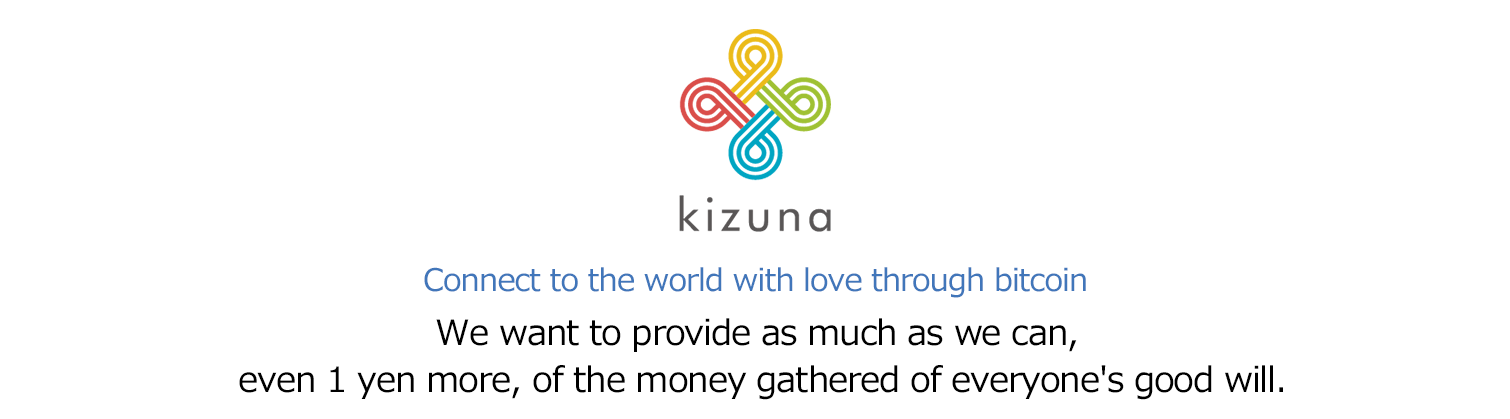 kizuna
Connect to the world with love through bitcoin
We want to provide as much as we can,
even 1 yen more, of the money gathered of everyone's good will.